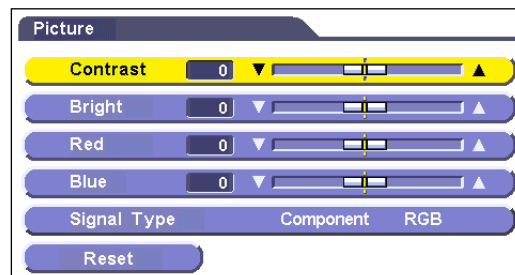 Picture
Contrast 0
Bright 0
Red 0
Blue 0
Signal Type Component RGB
Reset